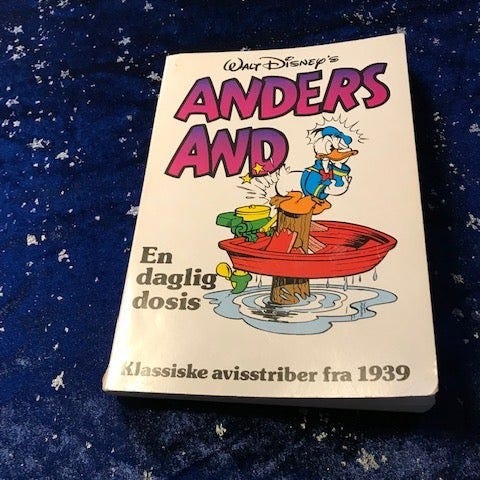 WALT DISNEY'S
ANDERS
AND
En
daglig
dosis
Klassiske avisstriber fra 1939